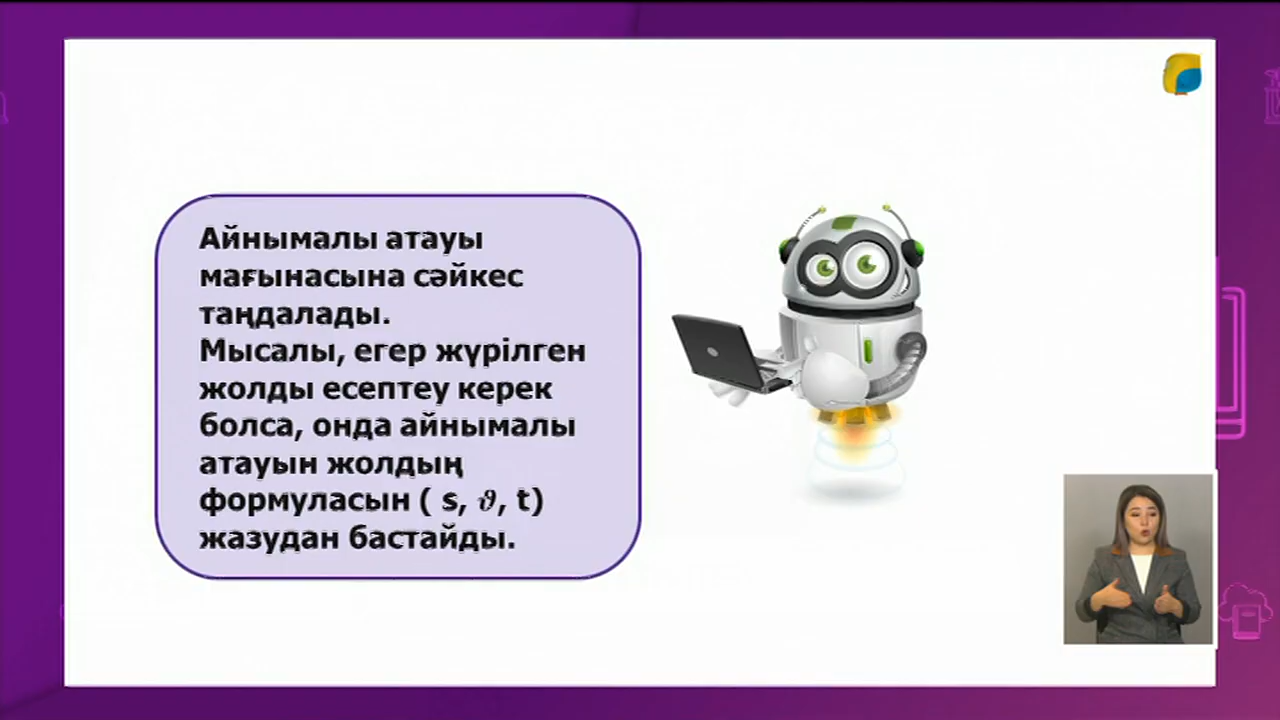 Айнымалы атауы
мағынасына сәйкес
таңдалады.
Мысалы, егер жүрілген
жолды есептеу керек
болса, онда айнымалы
атауын жолдың
формуласын ( s, 𝜗, t)
жазудан бастайды.